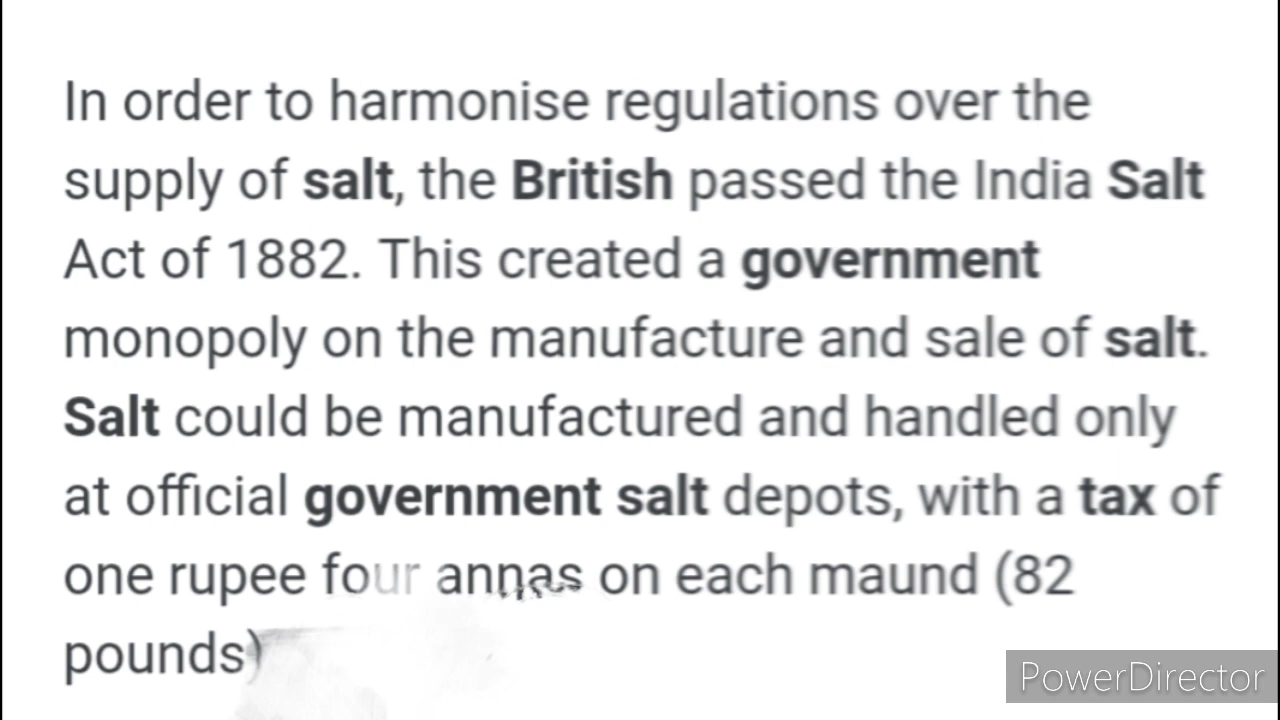 In order to harmonise regulations over the
supply of salt, the British passed the India Salt
Act of 1882. This created a government
monopoly on the manufacture and sale of salt.
Salt could be manufactured and handled only
at official government salt depots, with a tax of
one rupee four annas on each maund (82
pounds)
PowerDirector